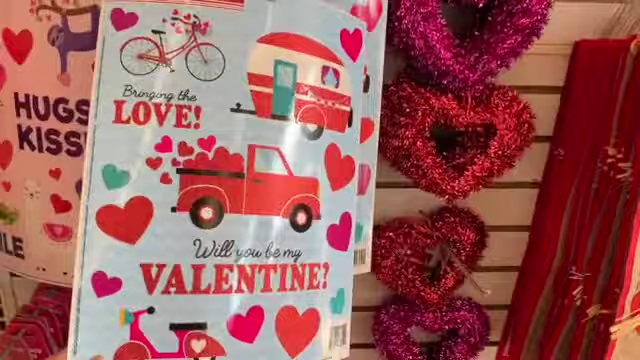 HUGS
KISS
Bringing the
LOVE!
Will you be my
VALENTINE?